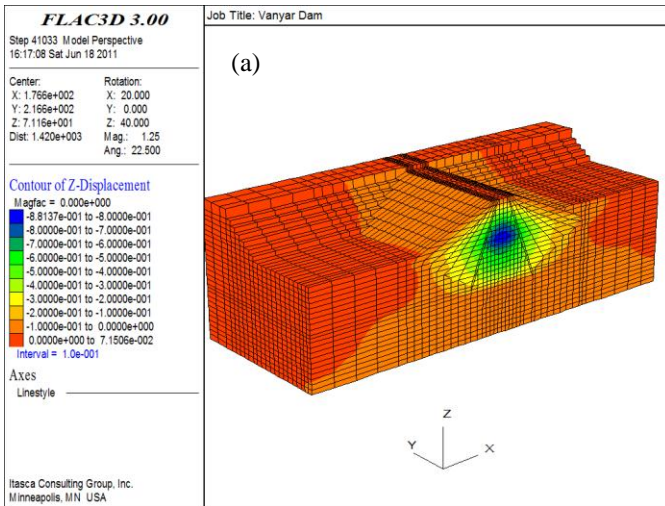 FLAC3D 3.00
Step 41033 Model Perspective
16:17:08 Sat Jun 18 2011
Center:
X: 1.766e+002
Y: 2.166e+002
Z: 7.116e+001
Dist: 1.420e+003
Rotation:
X: 20.000
Y: 0.000
Z: 40.000
Mag.: 1.25
Ang.: 22.500
Contour of Z-Displacement
Magfac = 0.000e+000
-8.8137e-001 to -8.0000e-001
-8.0000e-001 to -7.0000e-001
-7.0000e-001 to -6.0000e-001
-6.0000e-001 to -5.0000e-001
-5.0000e-001 to -4.0000e-001
-4.0000e-001 to -3.0000e-001
-3.0000e-001 to -2.0000e-001
-2.0000e-001 to -1.0000e-001
-1.0000e-001 to 0.0000e+000
0.0000e+000 to 7.1506e-002
Interval = 1.0e-001
Axes
Linestyle
Itasca Consulting Group, Inc.
Minneapolis, MN USA
Job Title: Vanyar Dam
(a)
Z
Y
X